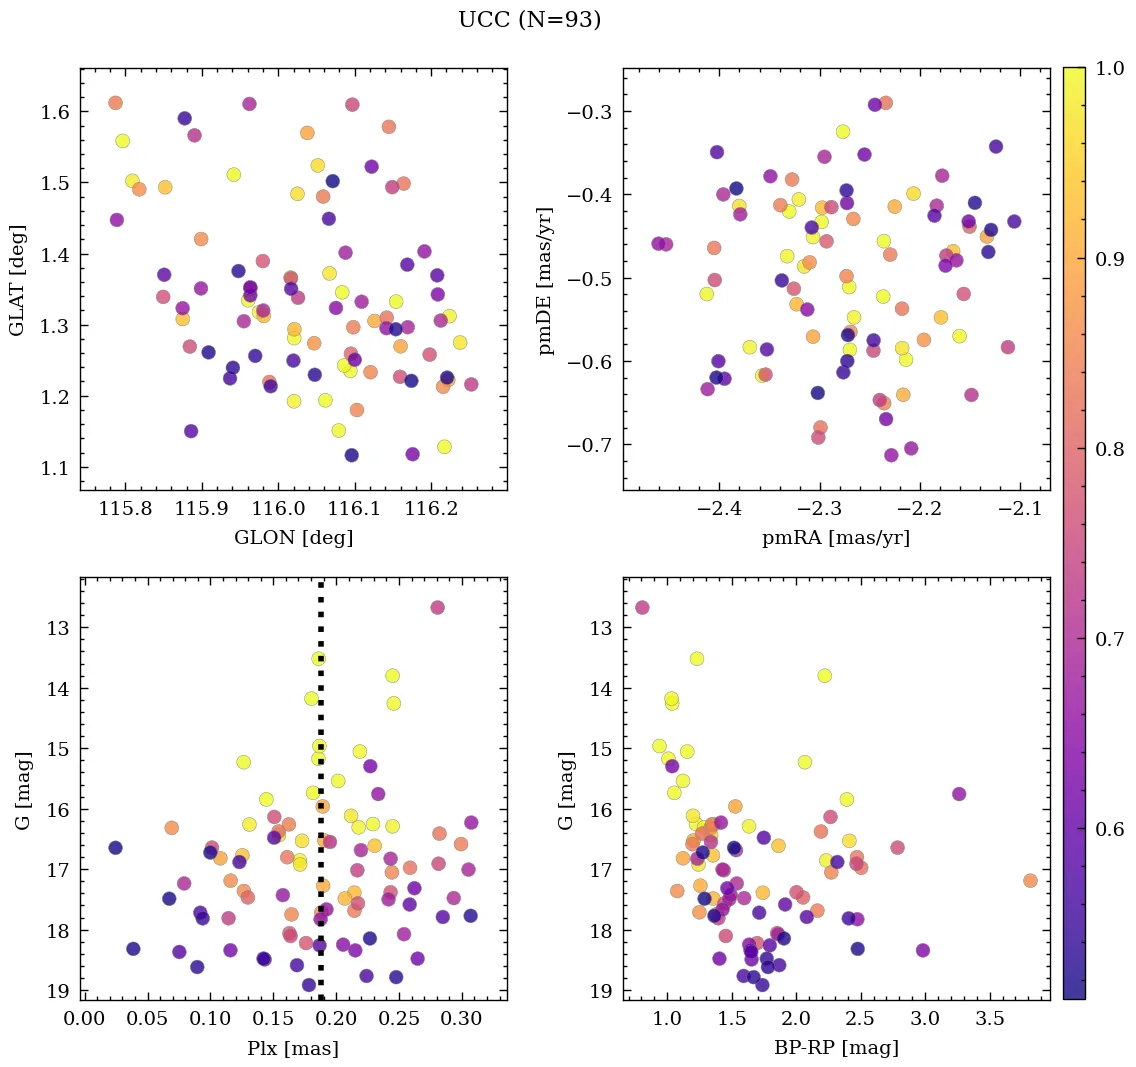 UCC (N=93)
1.6
1.5
1.4
1.3
1.2
1.1
GLAT [deg]
115.8 115.9 116.0 116.1 116.2
GLON [deg]
−0.3
−0.4
−0.5
−0.6
−0.7
pmDE [mas/yr]
−2.4 −2.3 −2.2 −2.1
pmRA [mas/yr]
1.0
0.9
0.8
0.7
0.6
13
14
15
16
17
18
19
G [mag]
0.00 0.05 0.10 0.15 0.20 0.25 0.30
Plx [mas]
13
14
15
16
17
18
19
G [mag]
1.0 1.5 2.0 2.5 3.0 3.5
BP-RP [mag]